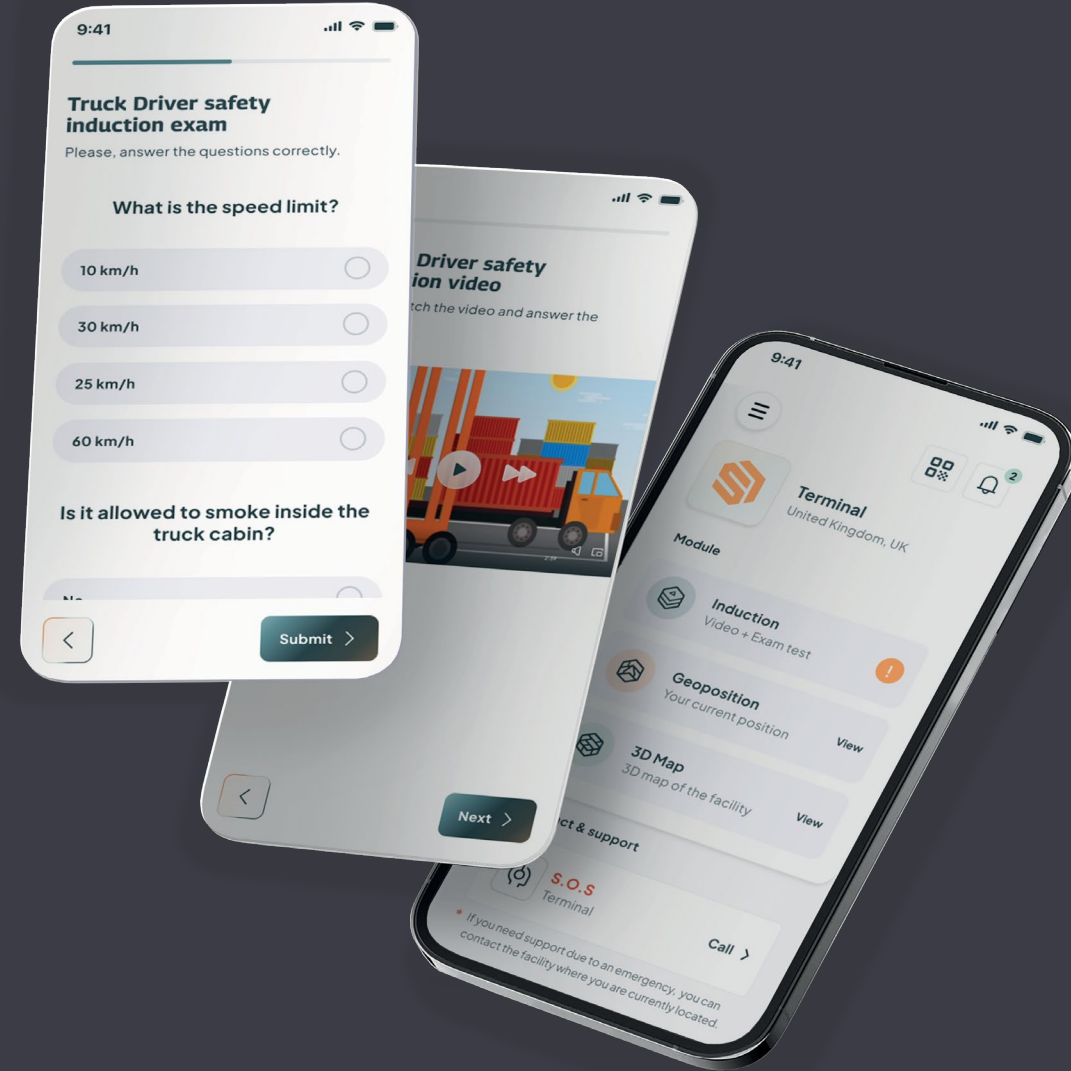 9:41
Truck Driver safety
induction exam
Please, answer the questions correctly.
What is the speed limit?
10 km/h
30 km/h
25 km/h
60 km/h
Is it allowed to smoke inside the
truck cabin?
No
Submit
Driver safety
ion video
tch the video and answer the
Next
9:41
2
Terminal
United Kingdom, UK
Module
Induction
Video + Exam test
!
Geoposition
Your current position
View
3D Map
3D map of the facility
View
ct & support
S.O.S
Terminal
Call
* If you need support due to an emergency, you can
contact the facility where you are currently located.